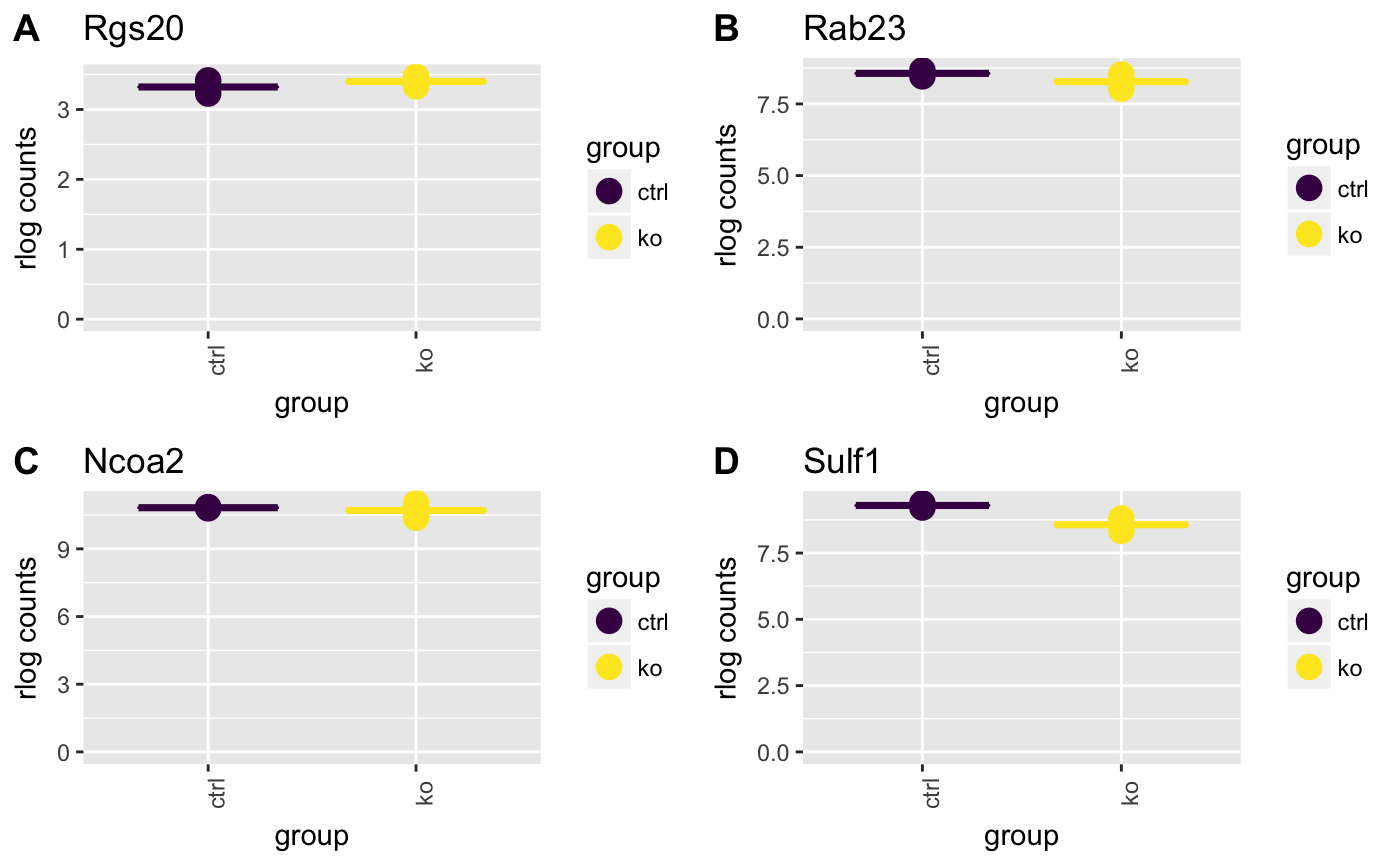 A Rgs20
rlog counts
3
2
1
0
ctrl
ko
group
group
ctrl
ko
B Rab23
rlog counts
7.5
5.0
2.5
0.0
ctrl
ko
group
group
ctrl
ko
C Ncoa2
rlog counts
9
6
3
0
ctrl
ko
group
group
ctrl
ko
D Sulf1
rlog counts
7.5
5.0
2.5
0.0
ctrl
ko
group
group
ctrl
ko